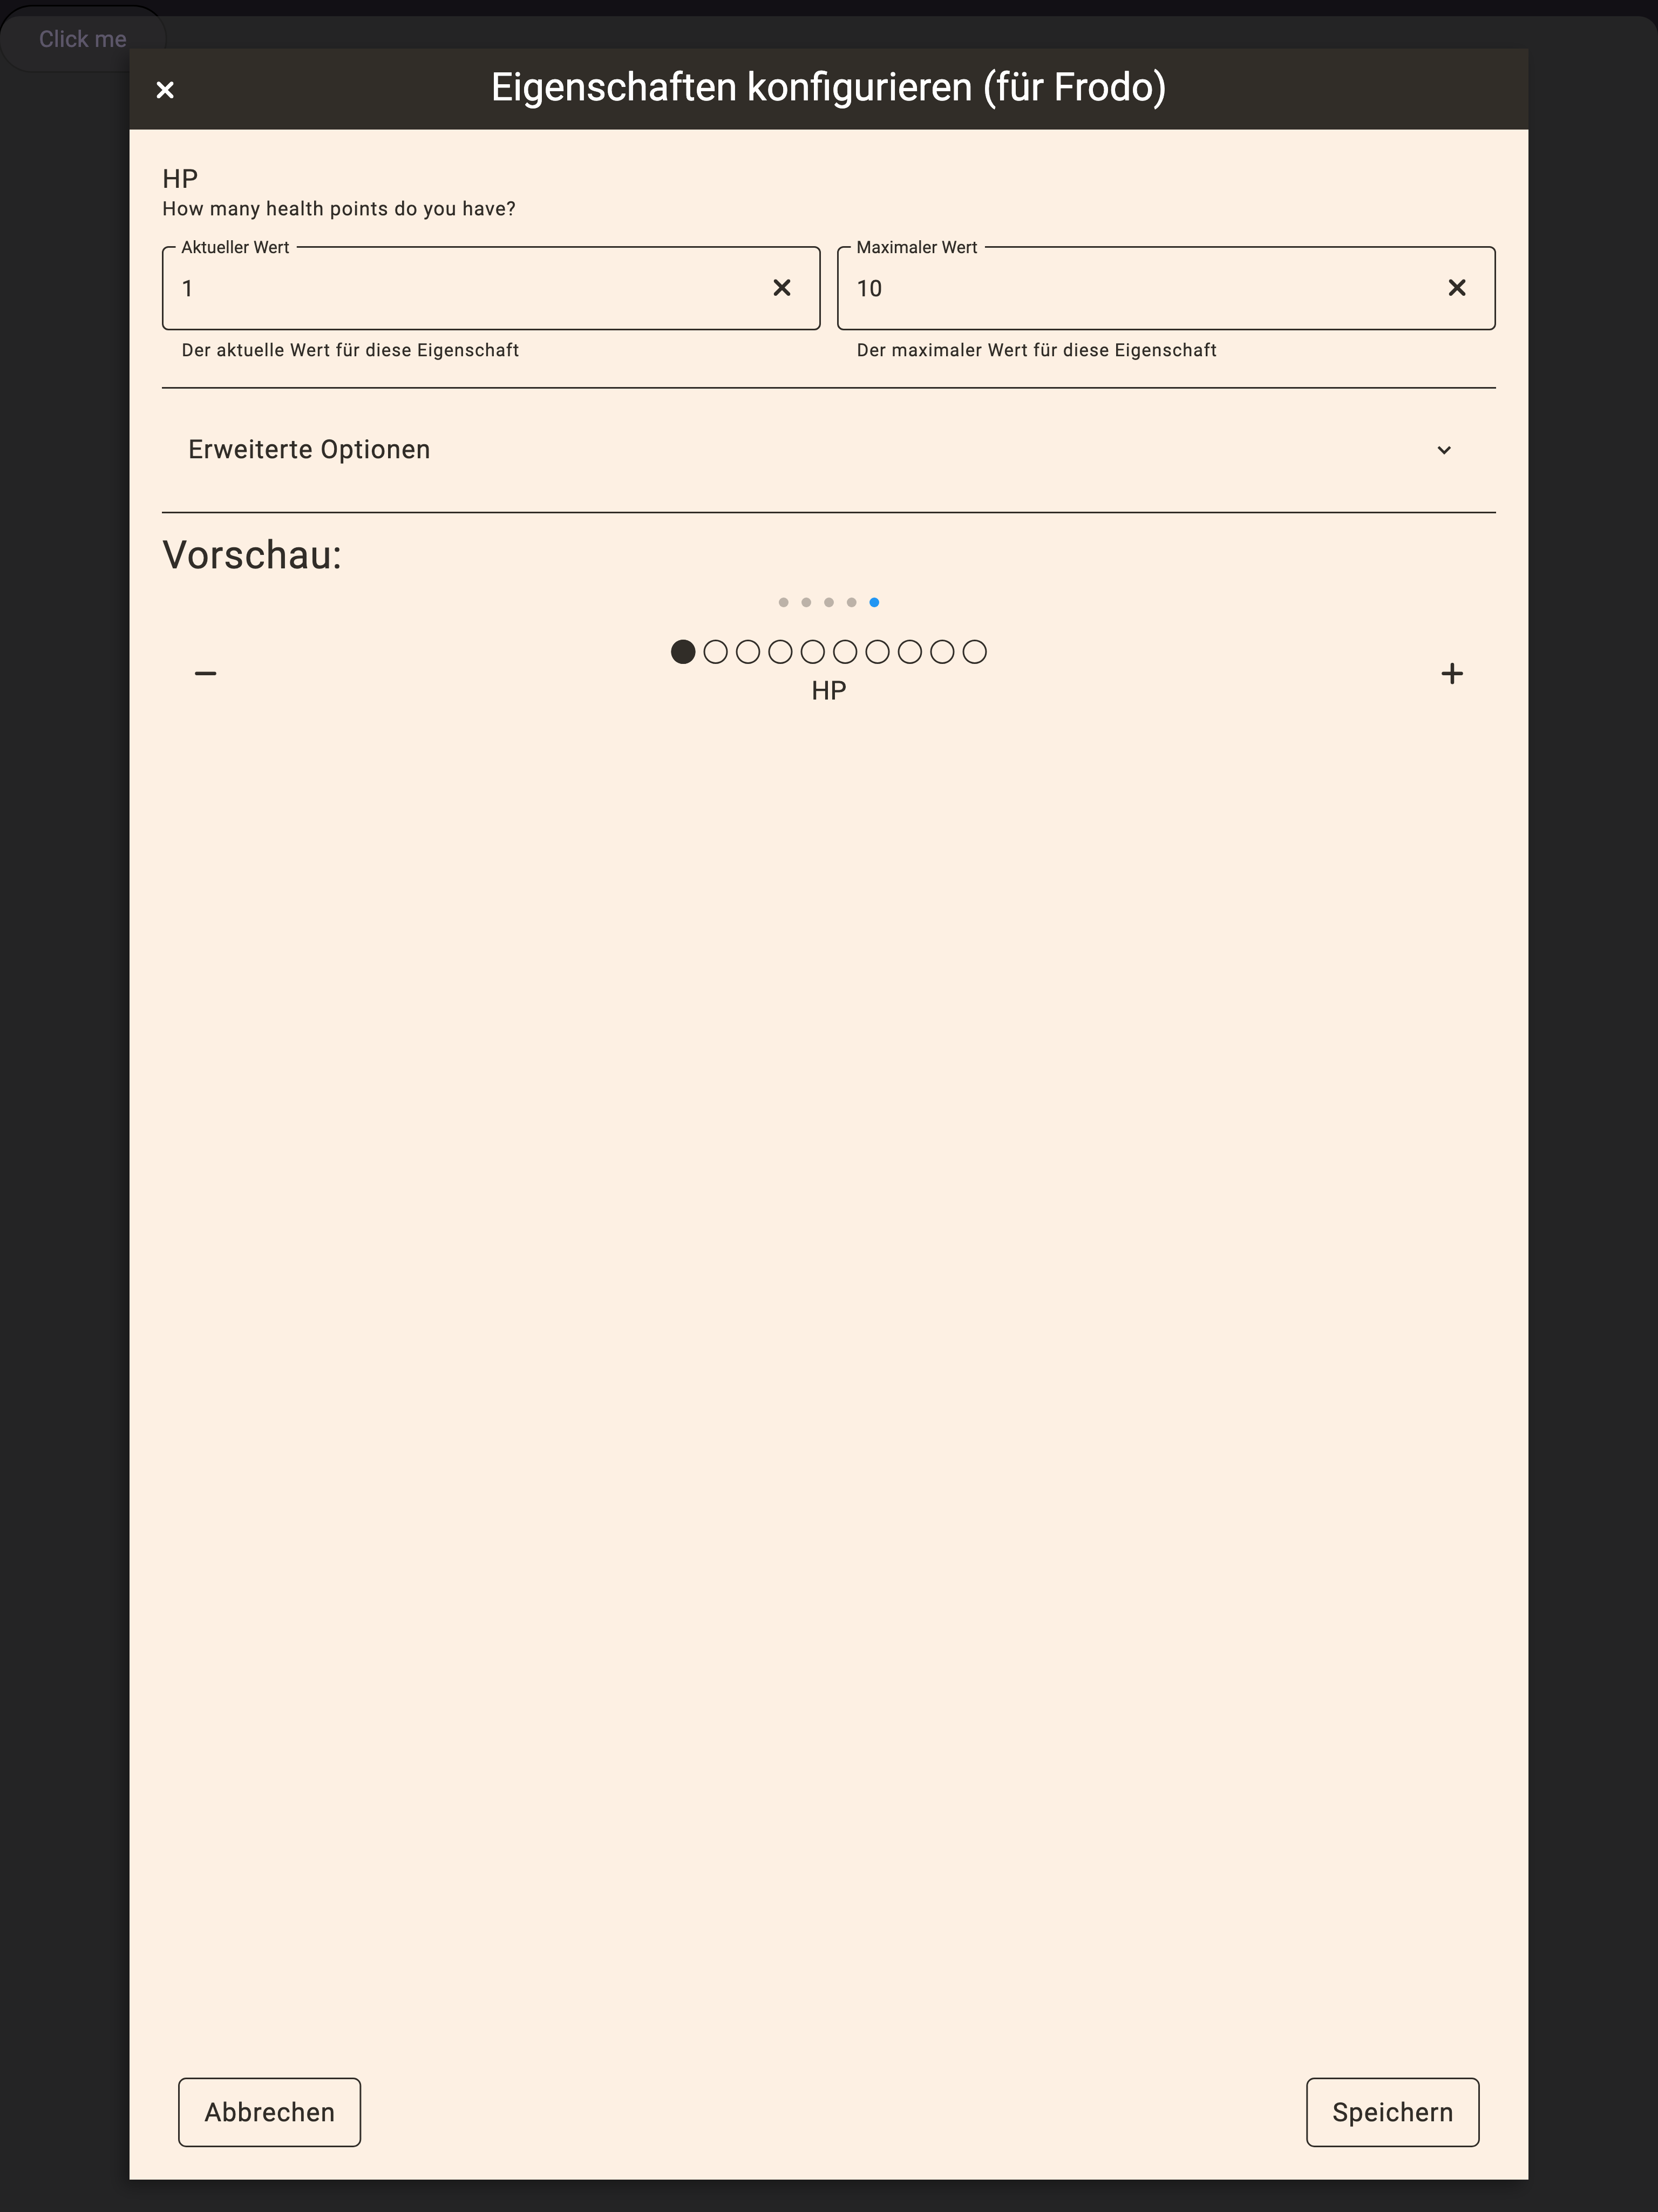 Click me
Eigenschaften konfigurieren (für Frodo)
HP
How many health points do you have?
Aktueller Wert
1
Der aktuelle Wert für diese Eigenschaft
Maximaler Wert
10
Der maximaler Wert für diese Eigenschaft
Erweiterte Optionen
Vorschau:
HP
Abbrechen
Speichern